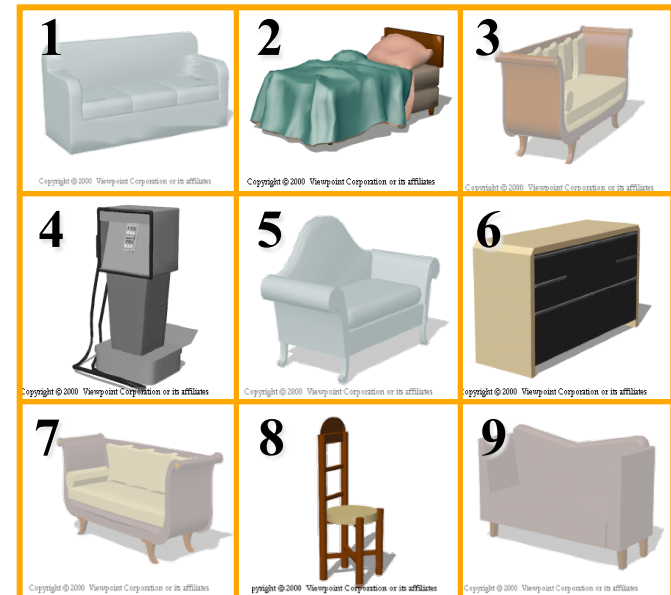 1
2
3
Copyright © 2000 Viewpoint Corporation or its affiliates
Copyright © 2000 Viewpoint Corporation or its affiliates
Copyright © 2000 Viewpoint Corporation or its affiliates
4
5
6
opyright © 2000 Viewpoint Corporation or its affiliates
Copyright © 2000 Viewpoint Corporation or its affiliates
Copyright © 2000 Viewpoint Corporation or its affiliates
7
8
9
Copyright © 2000 Viewpoint Corporation or its affiliates
pyright © 2000 Viewpoint Corporation or its affiliates
Copyright © 2000 Viewpoint Corporation or its affiliates